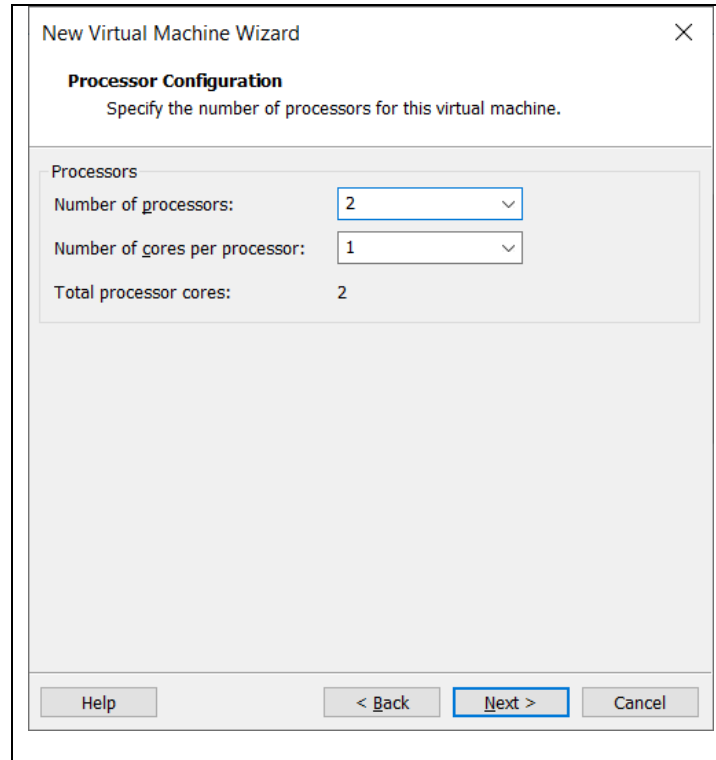 New Virtual Machine Wizard
Processor Configuration
Specify the number of processors for this virtual machine.
Processors
Number of processors: 2
Number of cores per processor: 1
Total processor cores: 2
Help < Back Next > Cancel